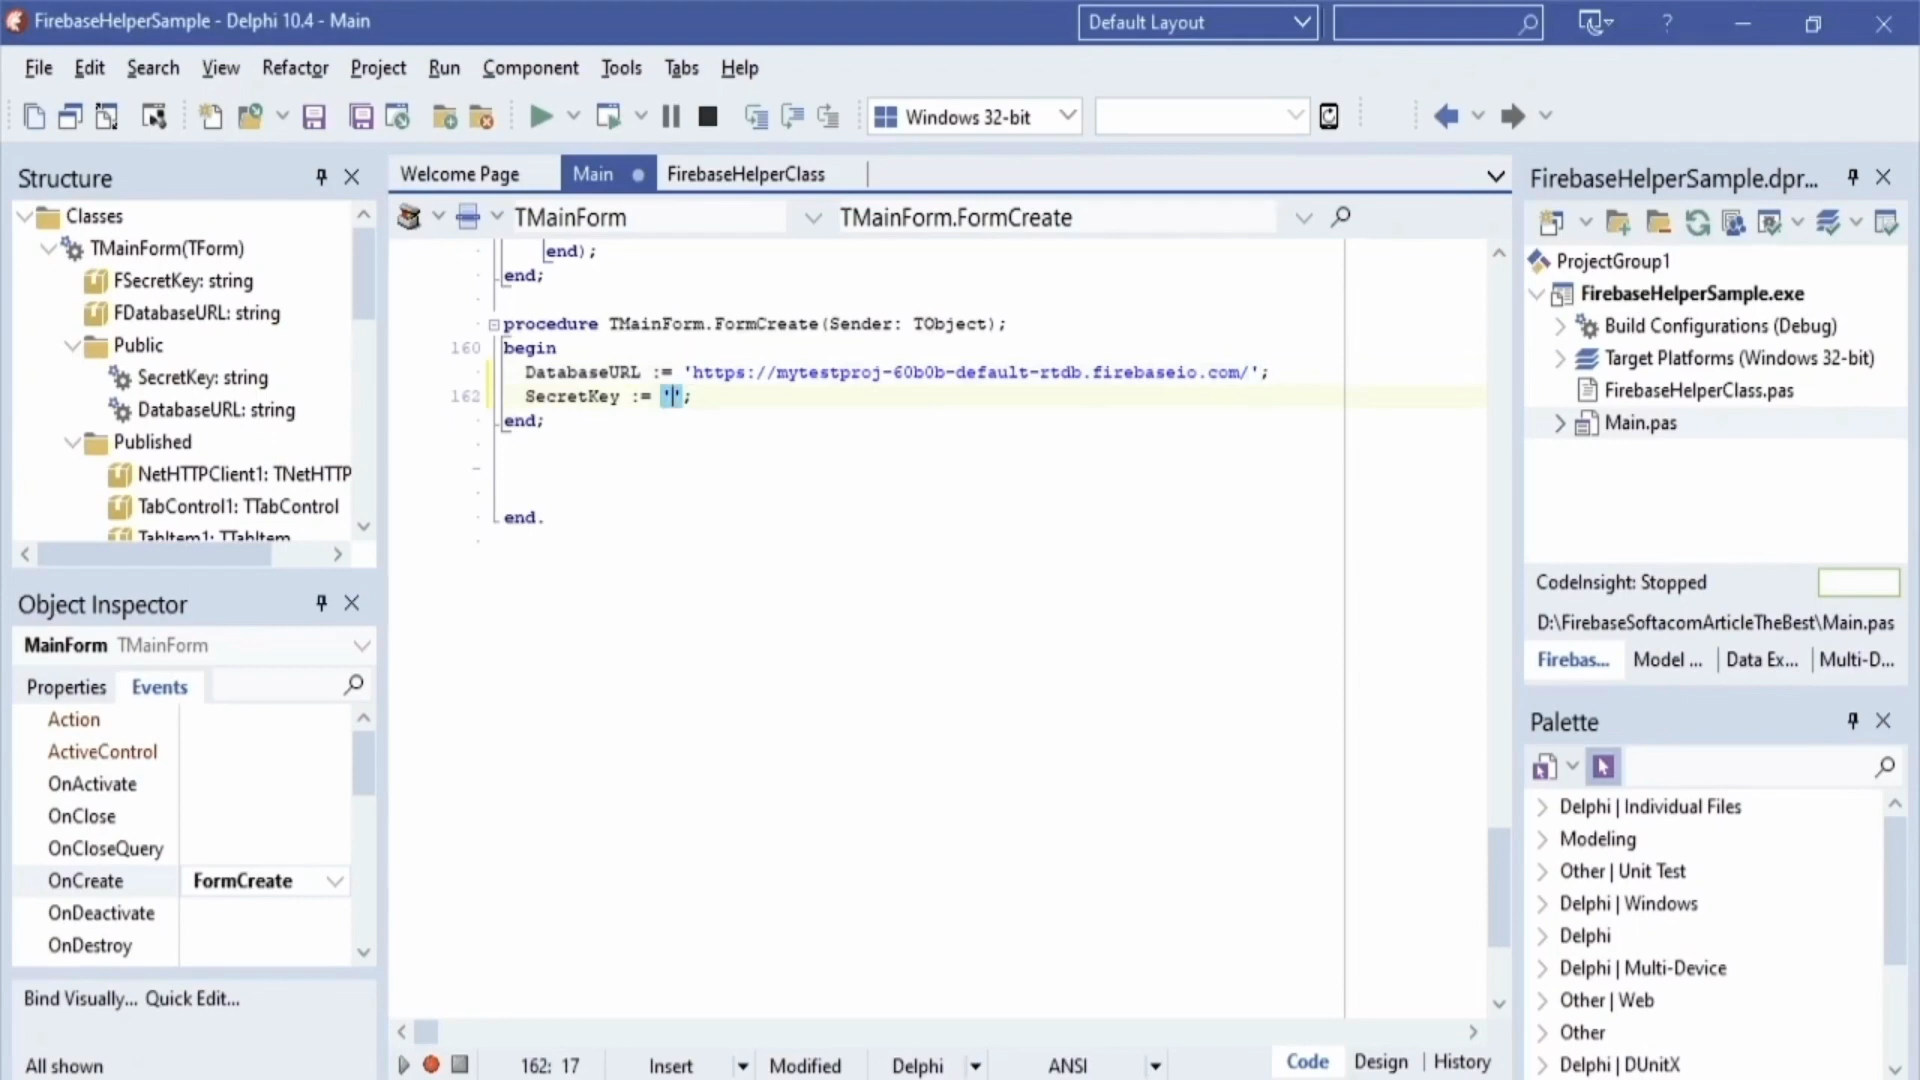 FirebaseHelperSample - Delphi 10.4 - Main
Default Layout
?
File Edit Search View Refactor Project Run Component Tools Tabs Help
Windows 32-bit
Structure
Classes
TMainForm(TForm)
FSecretKey: string
FDatabaseURL: string
Public
SecretKey: string
DatabaseURL: string
Published
NetHTTPClient1: TNetHTTP
TabControl1: TTabControl
TabItem1: TTabItem
Object Inspector
MainForm TMainForm
Properties Events
Action
ActiveControl
OnActivate
OnClose
OnCloseQuery
OnCreate FormCreate
OnDeactivate
OnDestroy
Bind Visually... Quick Edit...
All shown
Welcome Page Main FirebaseHelperClass
TMainForm TMainForm.FormCreate
end);
end;
procedure TMainForm.FormCreate(Sender: TObject);
160 begin
DatabaseURL := 'https://mytestproj-60b0b-default-rtdb.firebaseio.com/';
162 SecretKey := '';
end;
end.
162: 17 Insert Modified Delphi ANSI Code Design History
FirebaseHelperSample.dpr...
ProjectGroup1
FirebaseHelperSample.exe
Build Configurations (Debug)
Target Platforms (Windows 32-bit)
FirebaseHelperClass.pas
Main.pas
CodeInsight: Stopped
D:\FirebaseSoftacomArticleTheBest\Main.pas
Firebas... Model ... Data Ex... Multi-D...
Palette
Delphi | Individual Files
Modeling
Other | Unit Test
Delphi | Windows
Delphi
Delphi | Multi-Device
Other | Web
Other
Delphi | DUnitX